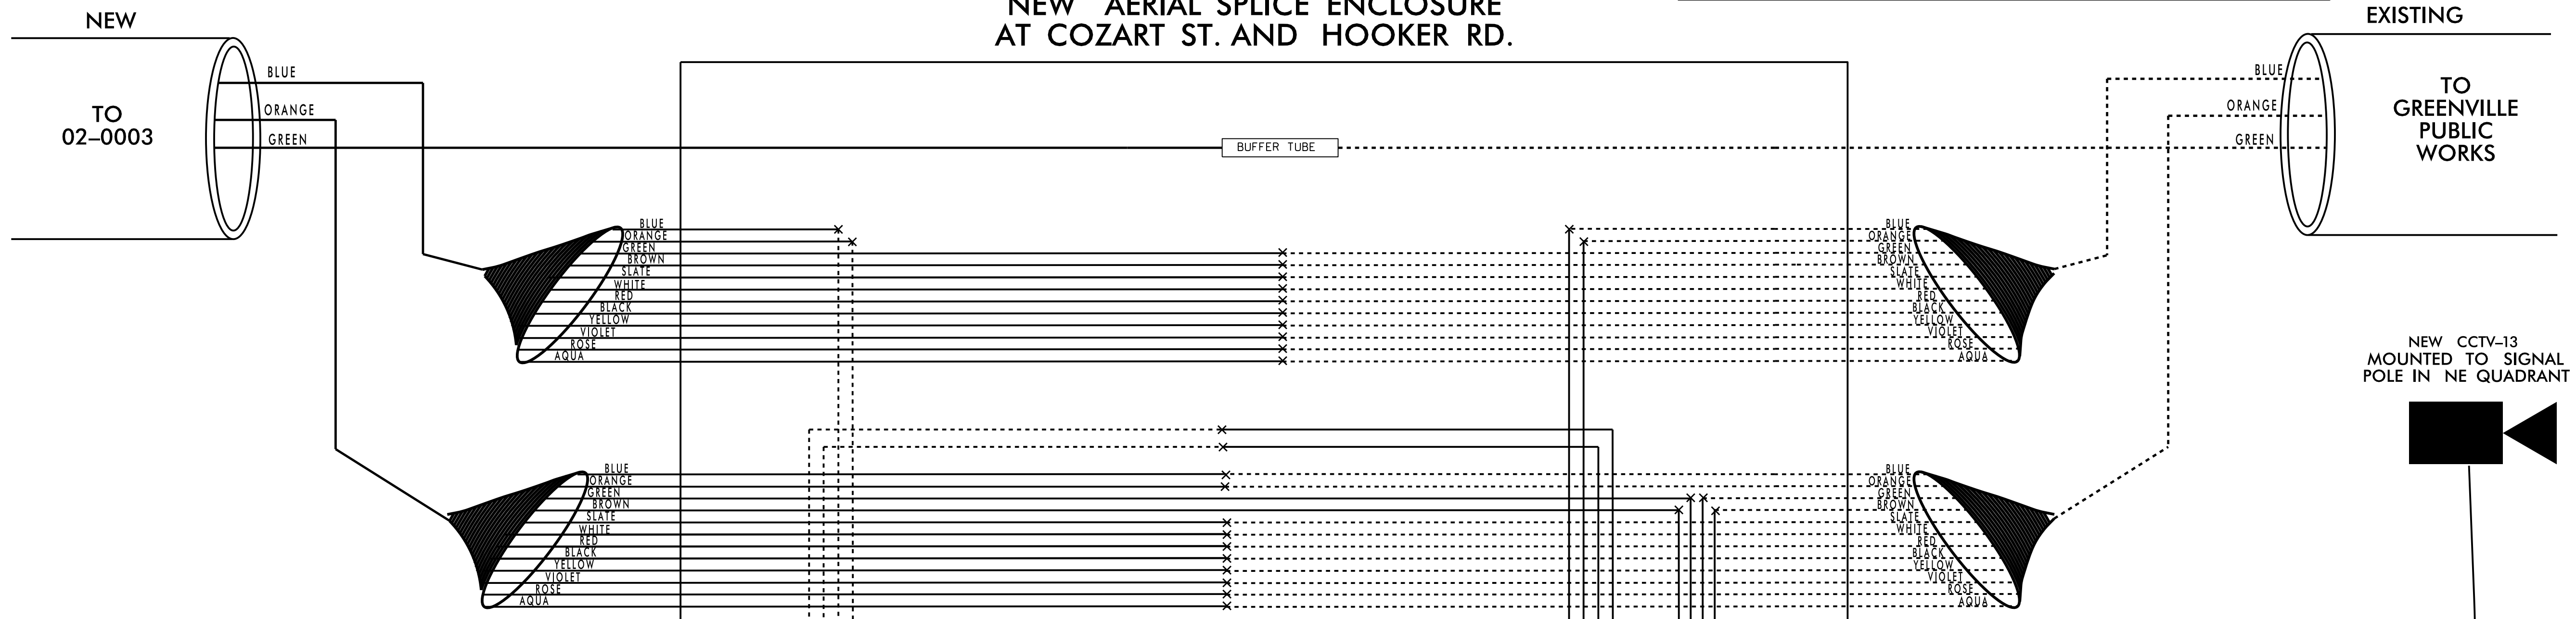 NEW AERIAL SPLICE ENCLOSURE
AT COZART ST. AND HOOKER RD.
NEW
TO
02–0003
BLUE
ORANGE
GREEN
BUFFER TUBE
EXISTING
TO
GREENVILLE
PUBLIC
WORKS
BLUE
ORANGE
GREEN
BLUE
ORANGE
GREEN
BROWN
SLATE
WHITE
RED
BLACK
YELLOW
VIOLET
ROSE
AQUA
BLUE
ORANGE
GREEN
BROWN
SLATE
WHITE
RED
BLACK
YELLOW
VIOLET
ROSE
AQUA
NEW CCTV–13
MOUNTED TO SIGNAL
POLE IN NE QUADRANT
BLUE
ORANGE
GREEN
BROWN
SLATE
WHITE
RED
BLACK
YELLOW
VIOLET
ROSE
AQUA
BLUE
ORANGE
GREEN
BROWN
SLATE
WHITE
RED
BLACK
YELLOW
VIOLET
ROSE
AQUA